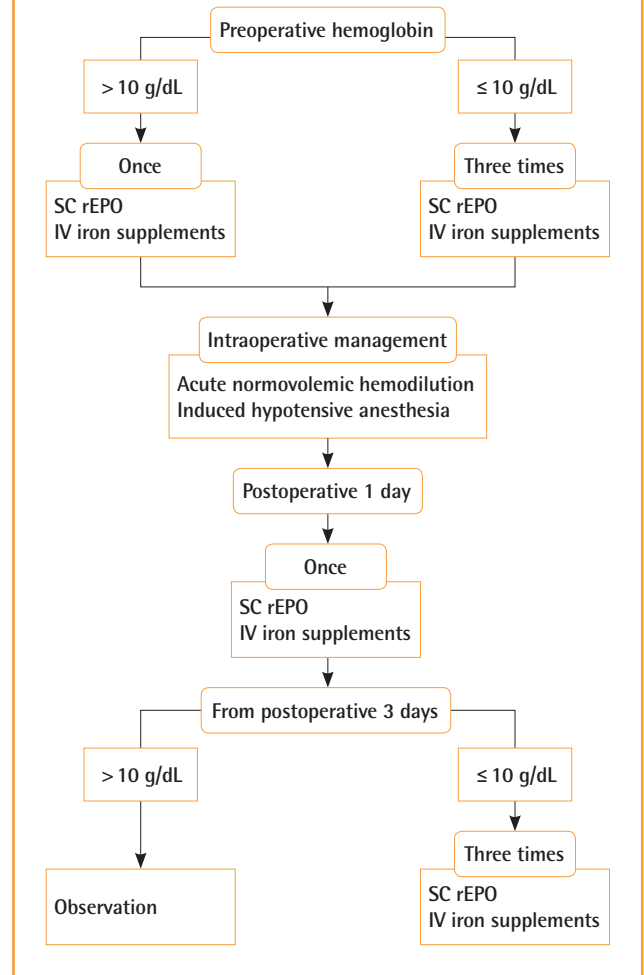 Preoperative hemoglobin
> 10 g/dL
≤ 10 g/dL
Once
SC rEPO
IV iron supplements
Three times
SC rEPO
IV iron supplements
Intraoperative management
Acute normovolemic hemodilution
Induced hypotensive anesthesia
Postoperative 1 day
Once
SC rEPO
IV iron supplements
From postoperative 3 days
> 10 g/dL
≤ 10 g/dL
Observation
Three times
SC rEPO
IV iron supplements